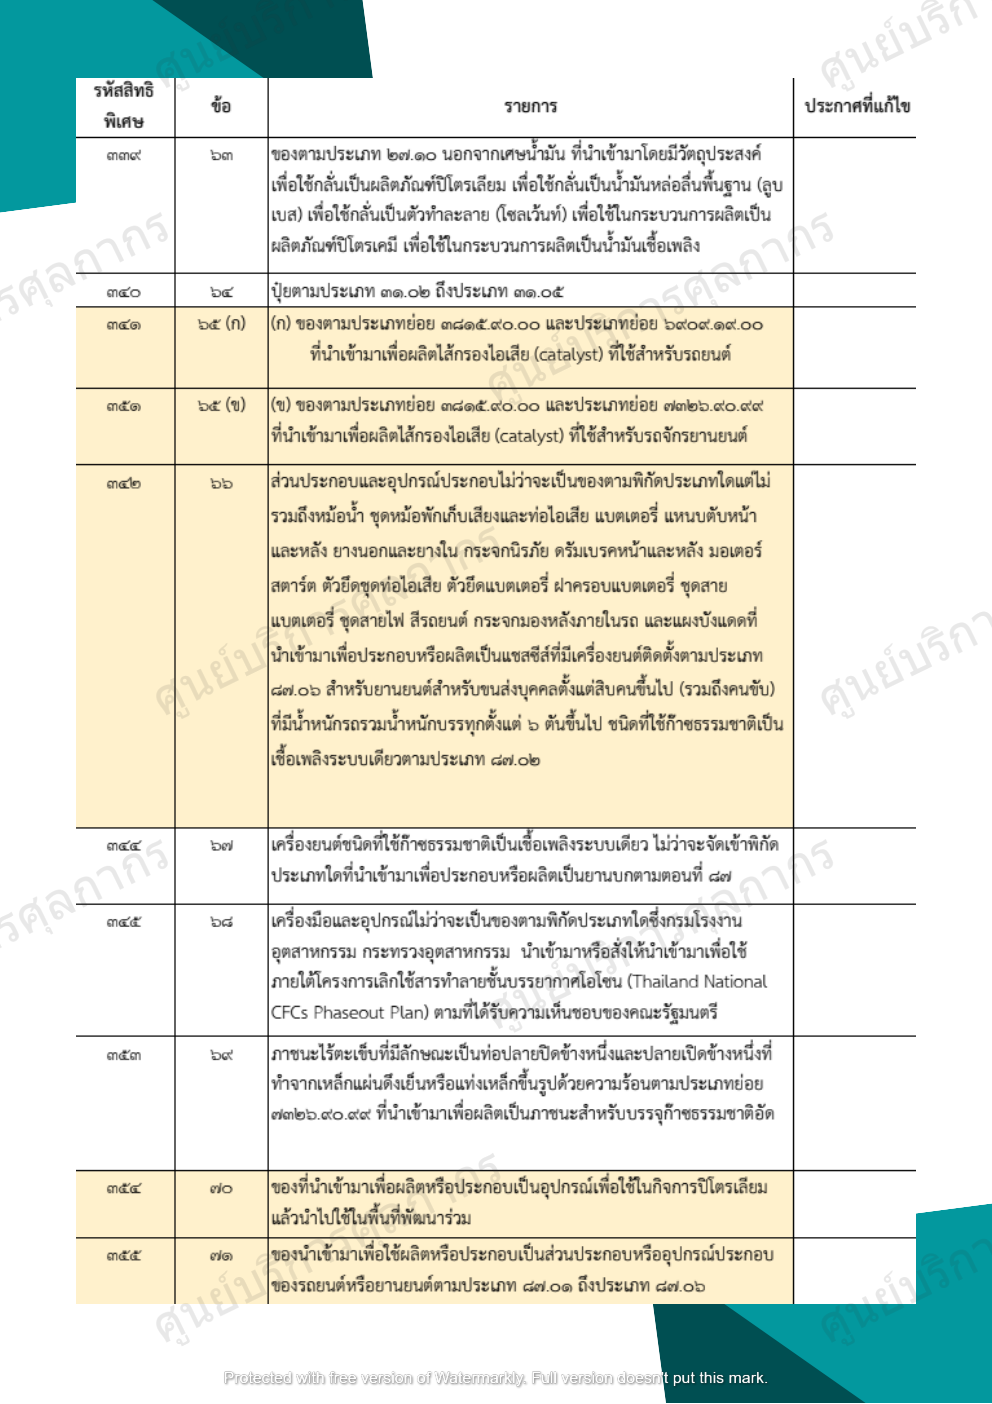 รหัสสิทธิ
พิเศษ
ข้อ
รายการ
ประกาศที่แก้ไข
๓๓๙
๖๓
ของตามประเภท ๒๗.๑๐ นอกจากเศษน้ำมัน ที่นำเข้ามาโดยมีวัตถุประสงค์
เพื่อใช้กลั่นเป็นผลิตภัณฑ์ปิโตรเลียม เพื่อใช้กลั่นเป็นน้ำมันหล่อลื่นพื้นฐาน (ลูบ
เบส) เพื่อใช้กลั่นเป็นตัวทำละลาย (โซลเว้นท์) เพื่อใช้ในกระบวนการผลิตเป็น
ผลิตภัณฑ์ปิโตรเคมี เพื่อใช้ในกระบวนการผลิตเป็นน้ำมันเชื้อเพลิง
๓๔๐
๖๔
ปุ๋ยตามประเภท ๓๑.๐๒ ถึงประเภท ๓๑.๐๕
๓๔๑
๖๕ (ก)
(ก) ของตามประเภทย่อย ๓๘๑๕.๙๐.๐๐ และประเภทย่อย ๖๙๐๙.๑๙.๐๐
ที่นำเข้ามาเพื่อผลิตไส้กรองไอเสีย (catalyst) ที่ใช้สำหรับรถยนต์
๓๕๑
๖๕ (ข)
(ข) ของตามประเภทย่อย ๓๘๑๕.๙๐.๐๐ และประเภทย่อย ๗๓๒๖.๙๐.๙๙
ที่นำเข้ามาเพื่อผลิตไส้กรองไอเสีย (catalyst) ที่ใช้สำหรับรถจักรยานยนต์
๓๔๒
๖๖
ส่วนประกอบและอุปกรณ์ประกอบไม่ว่าจะเป็นของตามพิกัดประเภทใดแต่ไม่
รวมถึงหม้อน้ำ ชุดหม้อพักเก็บเสียงและท่อไอเสีย แบตเตอรี่ แหนบตับหน้า
และหลัง ยางนอกและยางใน กระจกนิรภัย ดรัมเบรคหน้าและหลัง มอเตอร์
สตาร์ต ตัวยึดชุดท่อไอเสีย ตัวยึดแบตเตอรี่ ฝาครอบแบตเตอรี่ ชุดสาย
แบตเตอรี่ ชุดสายไฟ สีรถยนต์ กระจกมองหลังภายในรถ และแผงบังแดดที่
นำเข้ามาเพื่อประกอบหรือผลิตเป็นแชสซีส์ที่มีเครื่องยนต์ติดตั้งตามประเภท
๘๗.๐๖ สำหรับยานยนต์สำหรับขนส่งบุคคลตั้งแต่สิบคนขึ้นไป (รวมถึงคนขับ)
ที่มีน้ำหนักรถรวมน้ำหนักบรรทุกตั้งแต่ ๖ ตันขึ้นไป ชนิดที่ใช้ก๊าซธรรมชาติเป็น
เชื้อเพลิงระบบเดียวตามประเภท ๘๗.๐๒
๓๔๔
๖๗
เครื่องยนต์ชนิดที่ใช้ก๊าซธรรมชาติเป็นเชื้อเพลิงระบบเดียว ไม่ว่าจะจัดเข้าพิกัด
ประเภทใดที่นำเข้ามาเพื่อประกอบหรือผลิตเป็นยานบกตามตอนที่ ๘๗
๓๔๕
๖๘
เครื่องมือและอุปกรณ์ไม่ว่าจะเป็นของตามพิกัดประเภทใดซึ่งกรมโรงงาน
อุตสาหกรรม กระทรวงอุตสาหกรรม นำเข้ามาหรือสั่งให้นำเข้ามาเพื่อใช้
ภายใต้โครงการเลิกใช้สารทำลายชั้นบรรยากาศโอโซน (Thailand National
CFCs Phaseout Plan) ตามที่ได้รับความเห็นชอบของคณะรัฐมนตรี
๓๕๓
๖๙
ภาชนะไร้ตะเข็บที่มีลักษณะเป็นท่อปลายปิดข้างหนึ่งและปลายเปิดข้างหนึ่งที่
ทำจากเหล็กแผ่นดึงเย็นหรือแท่งเหล็กขึ้นรูปด้วยความร้อนตามประเภทย่อย
๗๓๒๖.๙๐.๙๙ ที่นำเข้ามาเพื่อผลิตเป็นภาชนะสำหรับบรรจุก๊าซธรรมชาติอัด
๓๕๔
๗๐
ของที่นำเข้ามาเพื่อผลิตหรือประกอบเป็นอุปกรณ์เพื่อใช้ในกิจการปิโตรเลียม
แล้วนำไปใช้ในพื้นที่พัฒนาร่วม
๓๕๕
๗๑
ของนำเข้ามาเพื่อใช้ผลิตหรือประกอบเป็นส่วนประกอบหรืออุปกรณ์ประกอบ
ของรถยนต์หรือยานยนต์ตามประเภท ๘๗.๐๑ ถึงประเภท ๘๗.๐๖
ศูนย์บริการศุลกากร
Protected with free version of Watermarkly. Full version doesn't put this mark.